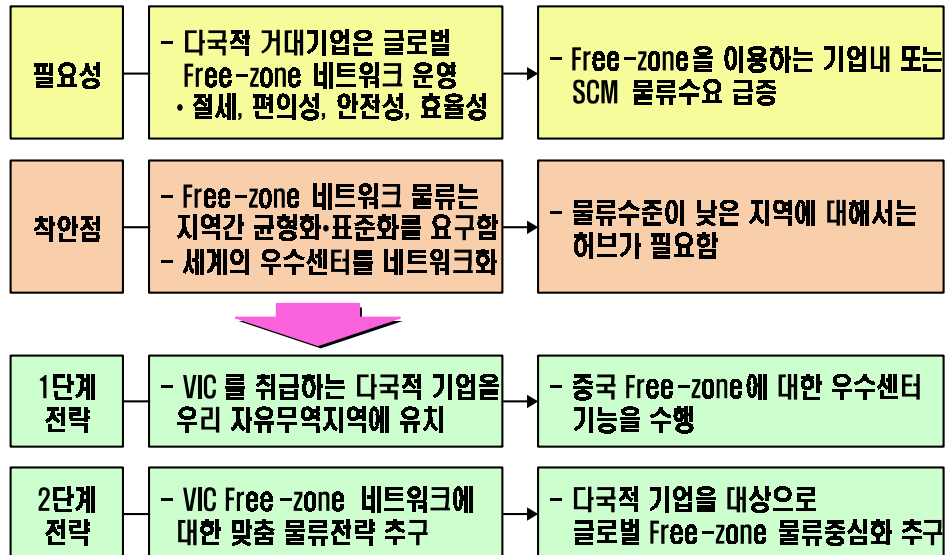 필요성
- 다국적 거대기업은 글로벌
Free-zone 네트워크 운영
· 절세, 편의성, 안전성, 효율성
- Free-zone을 이용하는 기업내 또는
SCM 물류수요 급증
착안점
- Free-zone 네트워크 물류는
지역간 균형화·표준화를 요구함
- 세계의 우수센터들 네트워크화
- 물류수준이 낮은 지역에 대해서는
허브가 필요함
1단계
전략
- VIC 를 취급하는 다국적 기업을
우리 자유무역지역에 유치
- 중국 Free-zone에 대한 우수센터
기능을 수행
2단계
전략
- VIC Free-zone 네트워크에
대한 맞춤 물류전략 추구
- 다국적 기업을 대상으로
글로벌 Free-zone 물류중심화 추구